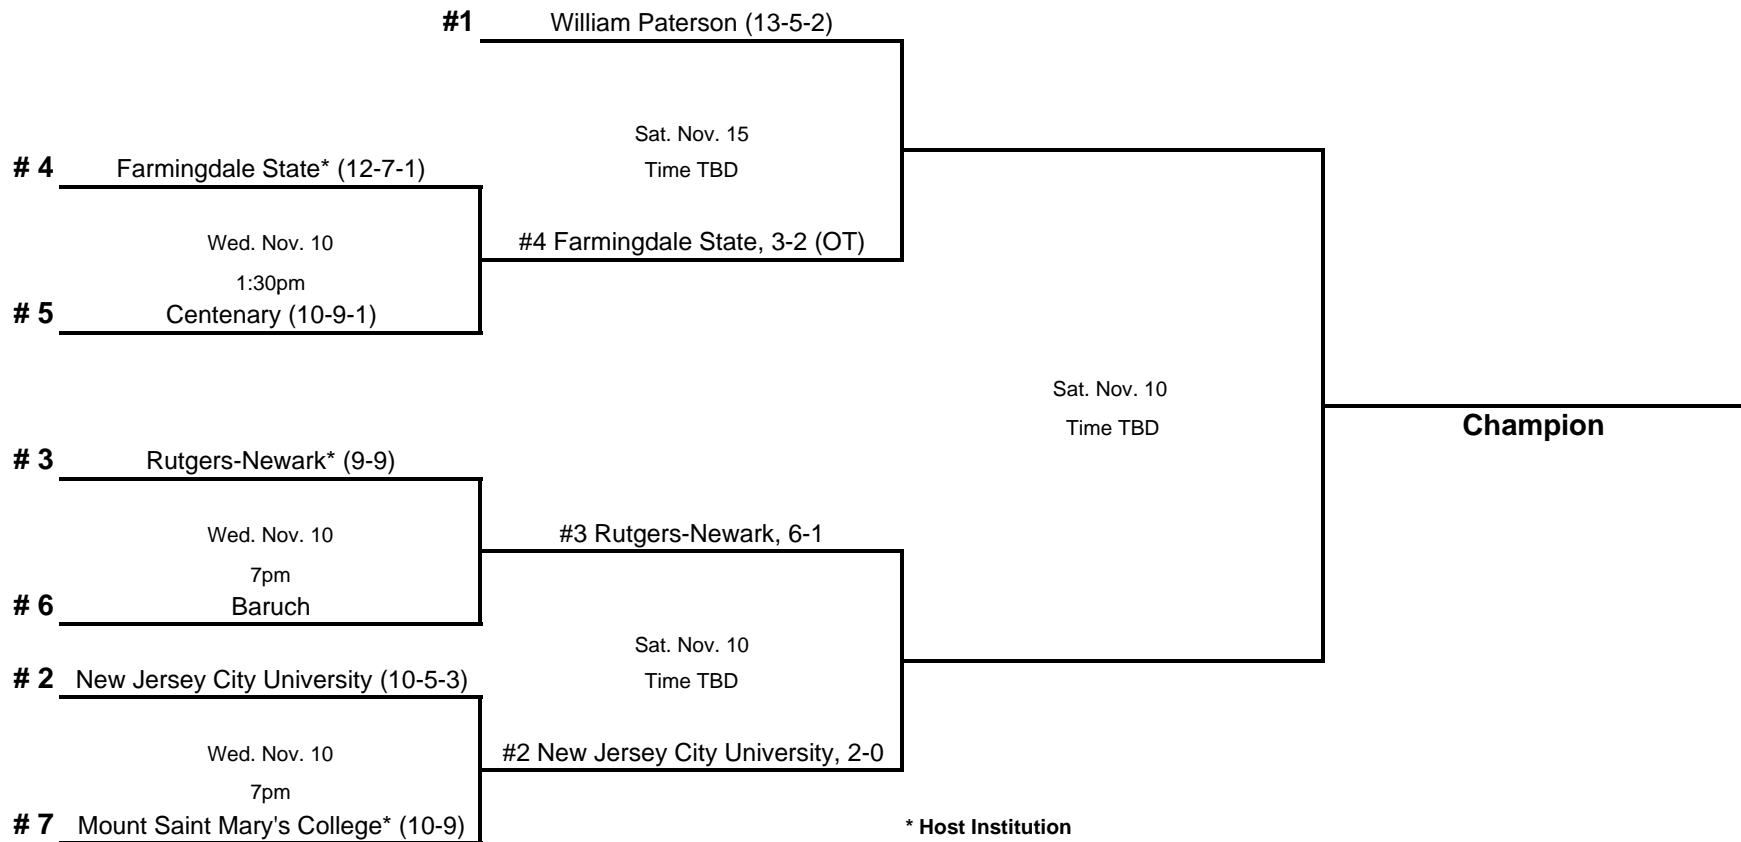 #1 William Paterson (13-5-2)
Sat. Nov. 15
Time TBD
# 4 Farmingdale State* (12-7-1)
Wed. Nov. 10
1:30pm
#4 Farmingdale State, 3-2 (OT)
# 5 Centenary (10-9-1)
Sat. Nov. 10
Time TBD
Champion
# 3 Rutgers-Newark* (9-9)
Wed. Nov. 10
7pm
#3 Rutgers-Newark, 6-1
# 6 Baruch
Sat. Nov. 10
Time TBD
# 2 New Jersey City University (10-5-3)
Wed. Nov. 10
7pm
#2 New Jersey City University, 2-0
# 7 Mount Saint Mary's College* (10-9)
* Host Institution